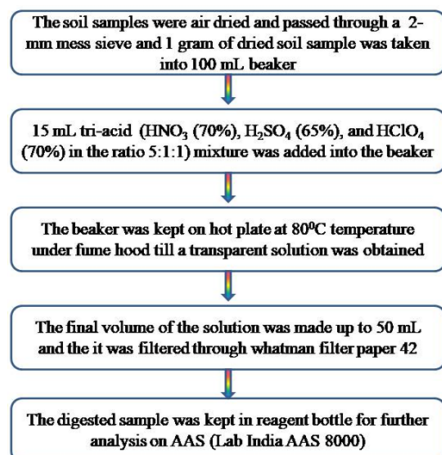 The soil samples were air dried and passed through a 2-
mm mess sieve and 1 gram of dried soil sample was taken
into 100 mL beaker
15 mL tri-acid (HNO₃ (70%), H₂SO₄ (65%), and HClO₄
(70%) in the ratio 5:1:1) mixture was added into the beaker
The beaker was kept on hot plate at 80⁰C temperature
under fume hood till a transparent solution was obtained
The final volume of the solution was made up to 50 mL
and the it was filtered through whatman filter paper 42
The digested sample was kept in reagent bottle for further
analysis on AAS (Lab India AAS 8000)